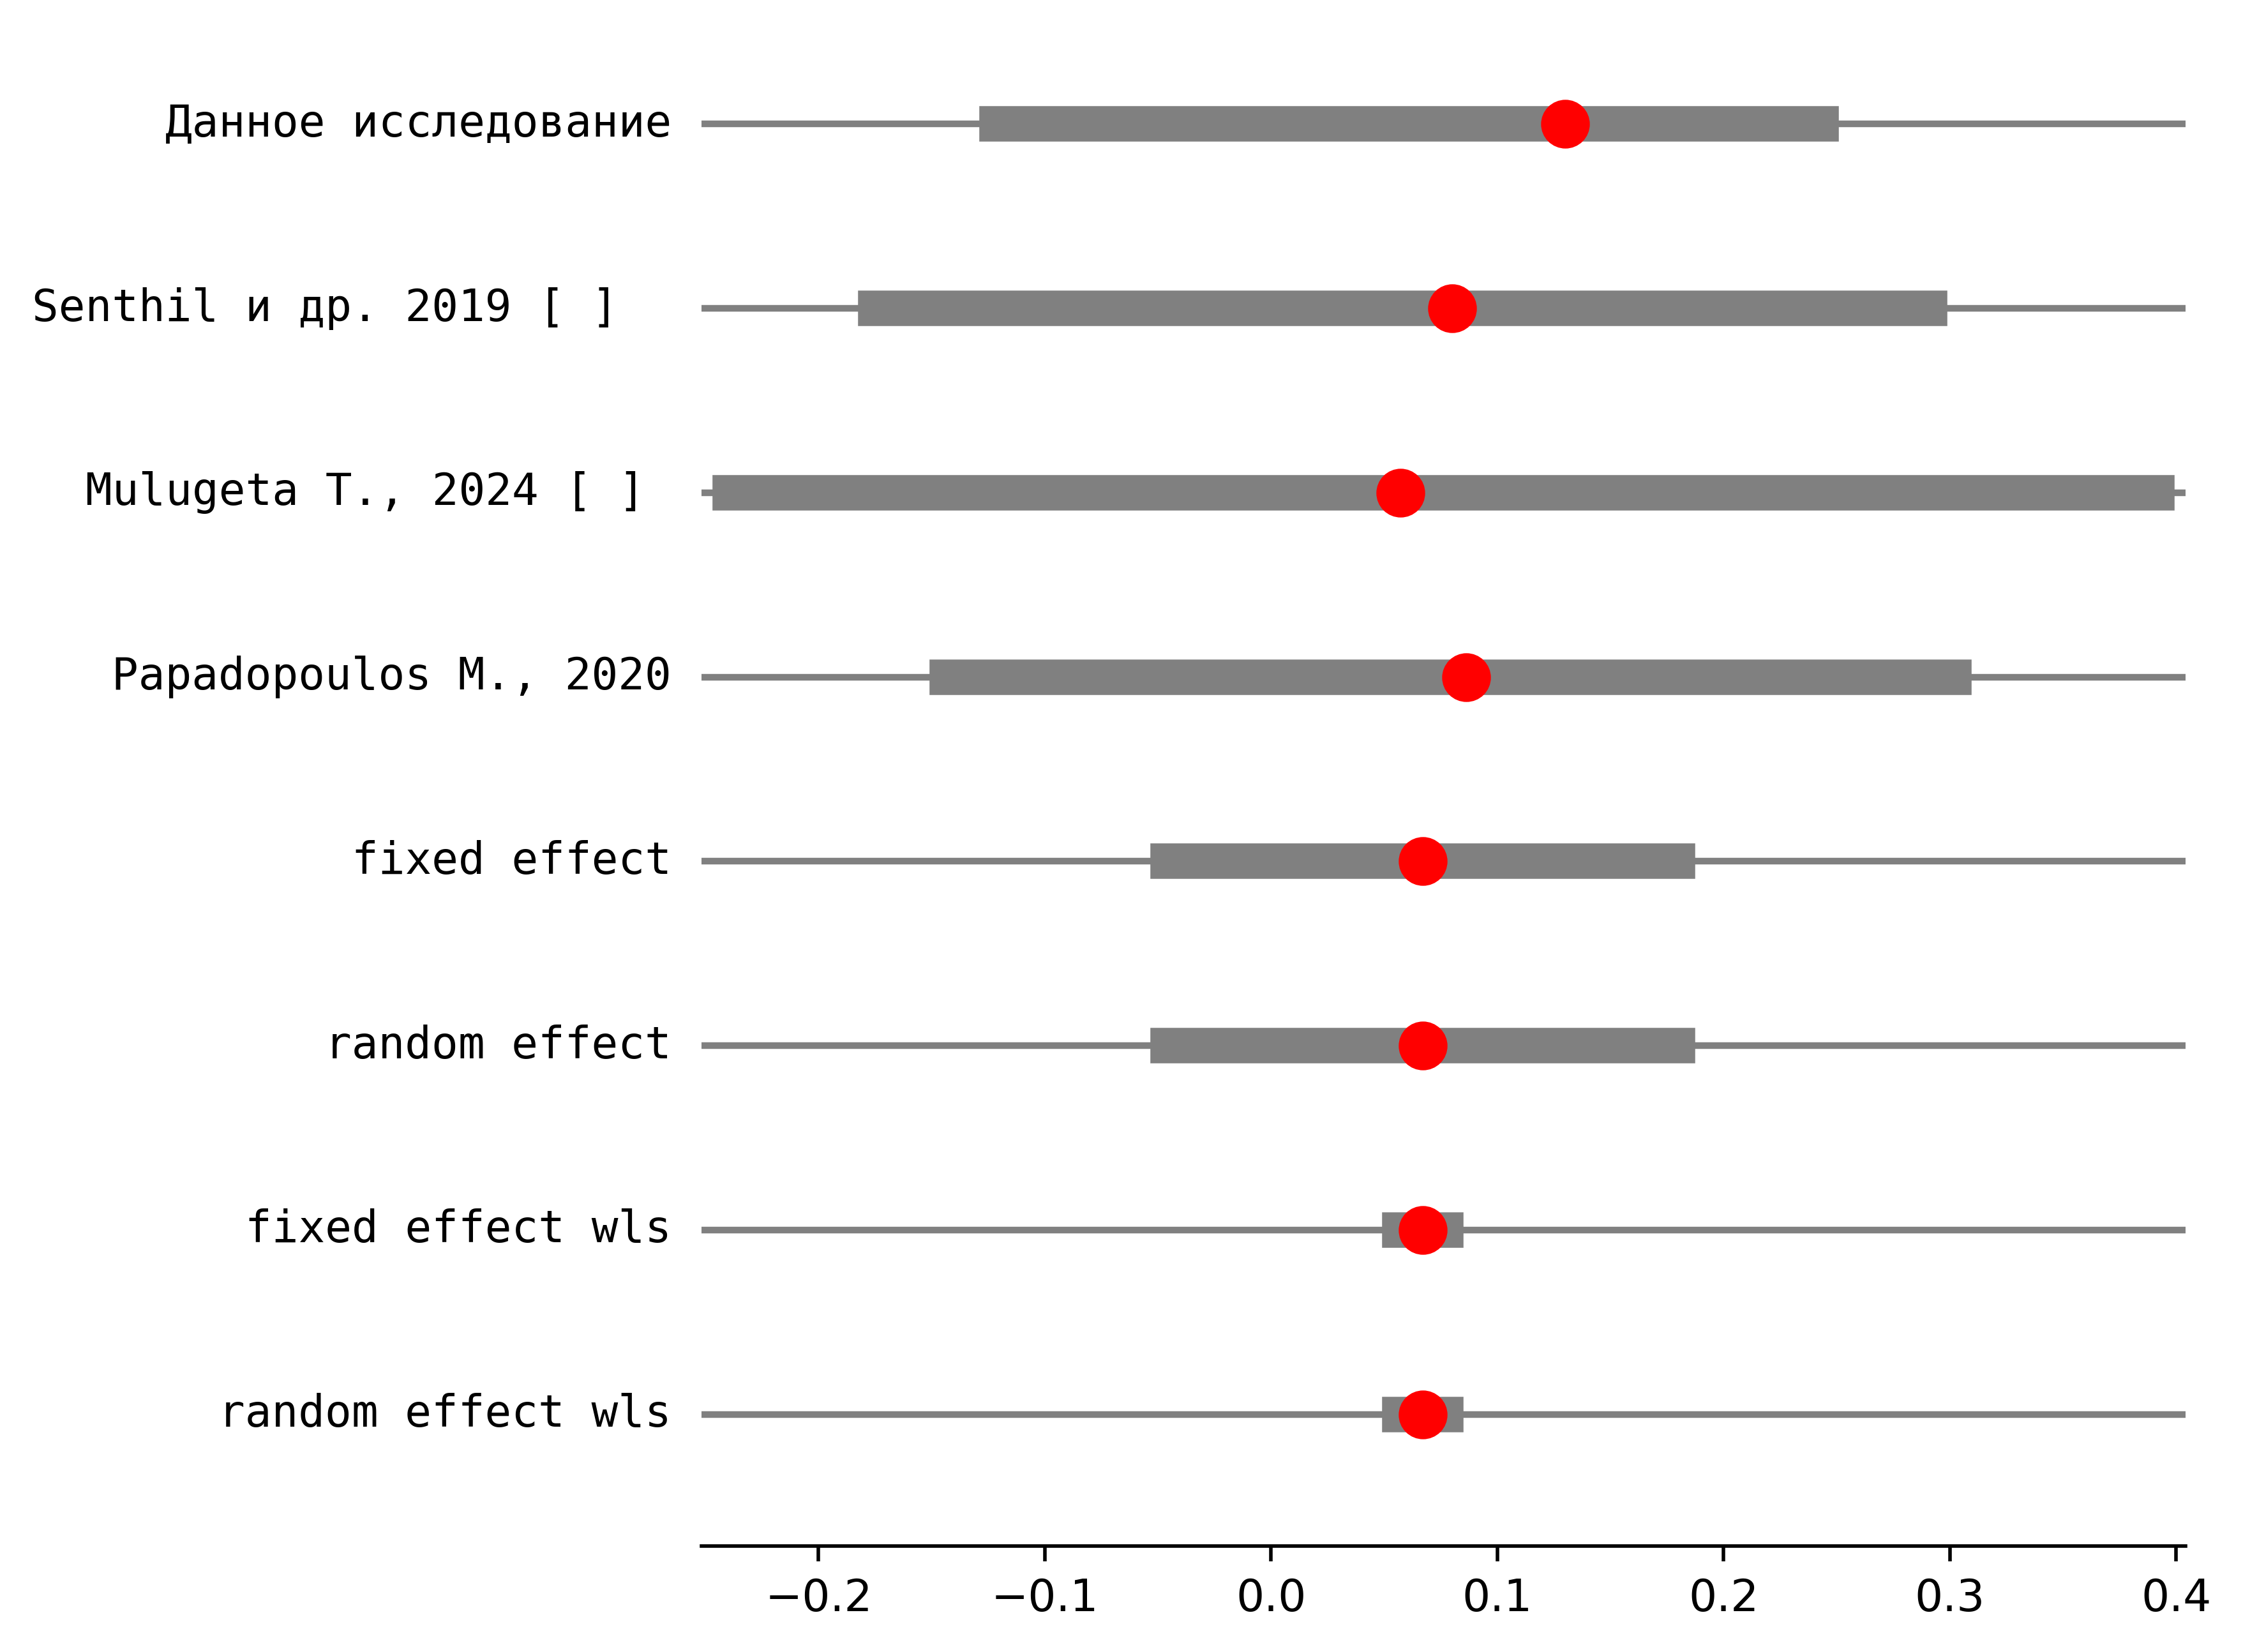 Данное исследование
Senthil и др. 2019 [ ]
Mulugeta T., 2024 [ ]
Papadopoulos M., 2020
fixed effect
random effect
fixed effect wls
random effect wls
−0.2 −0.1 0.0 0.1 0.2 0.3 0.4